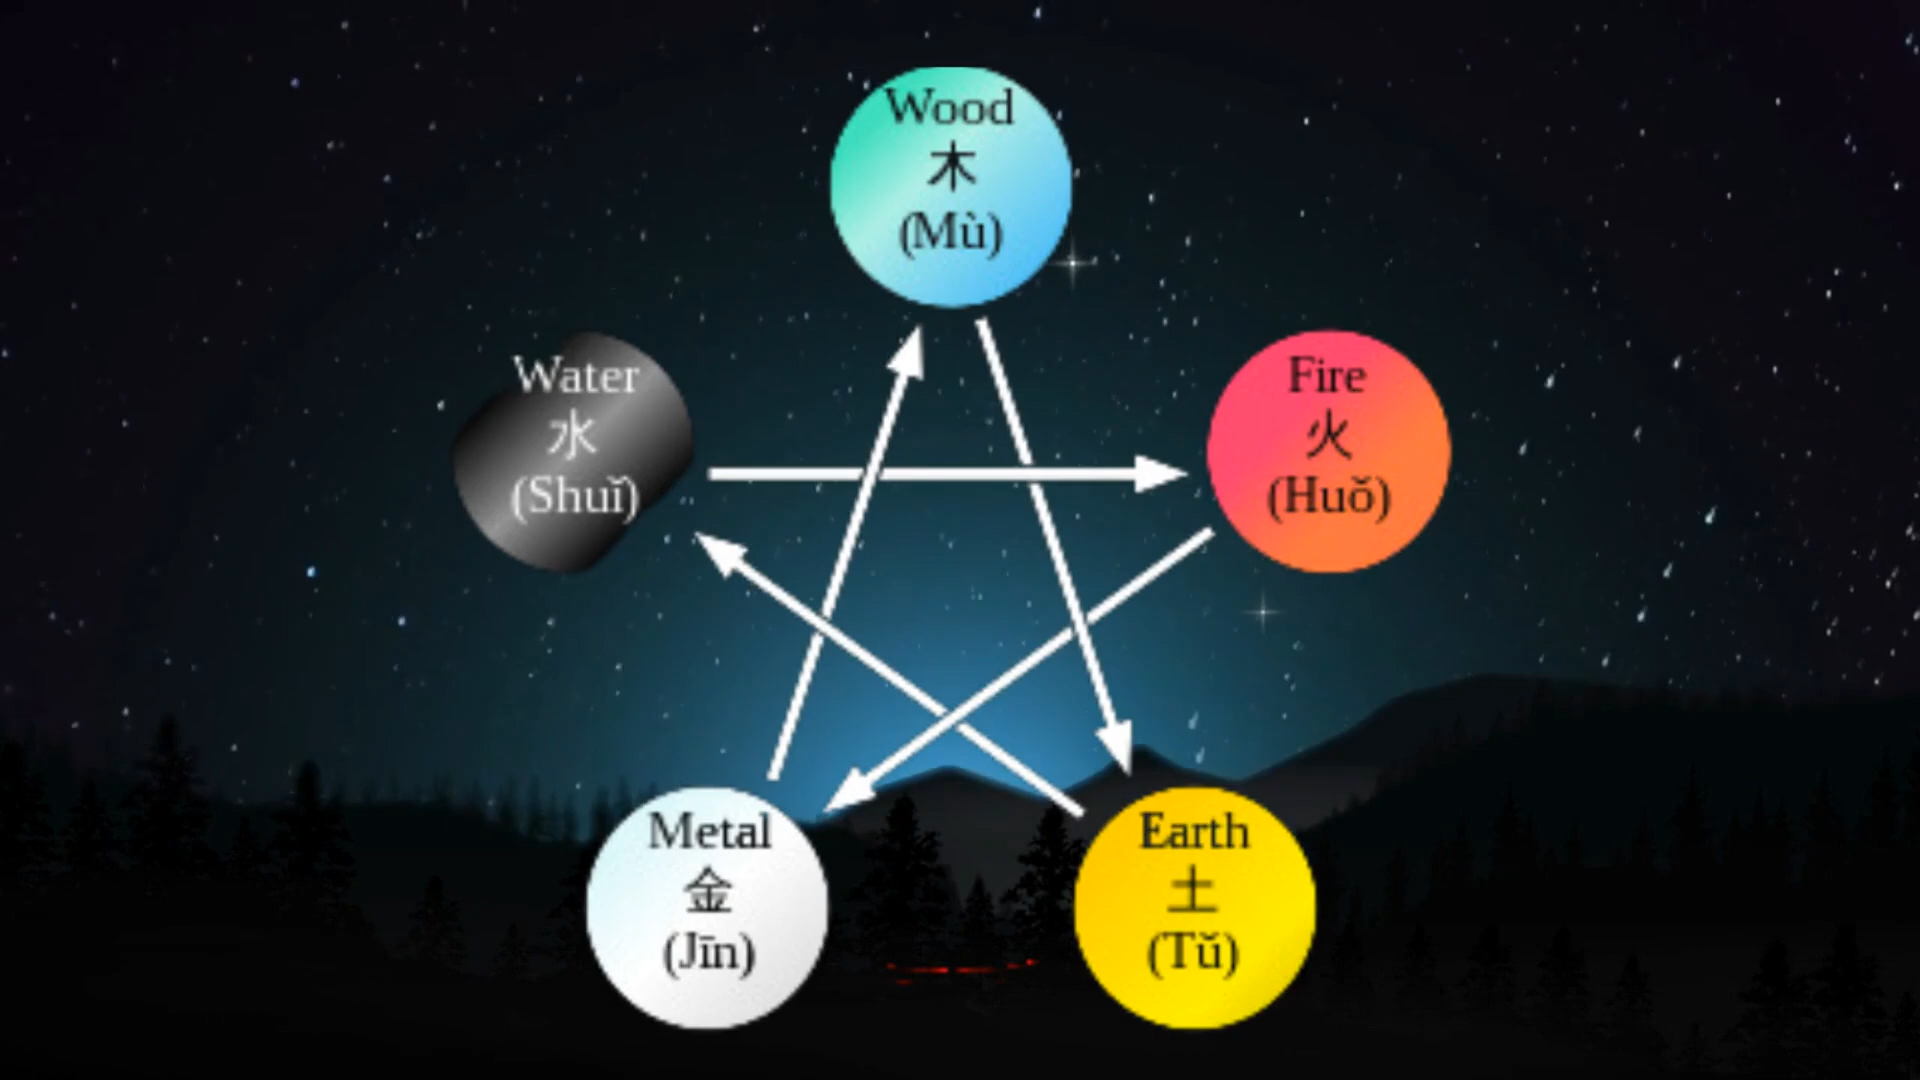 Wood
木
(Mù)
Water
水
(Shuǐ)
Fire
火
(Huǒ)
Metal
金
(Jīn)
Earth
土
(Tǔ)